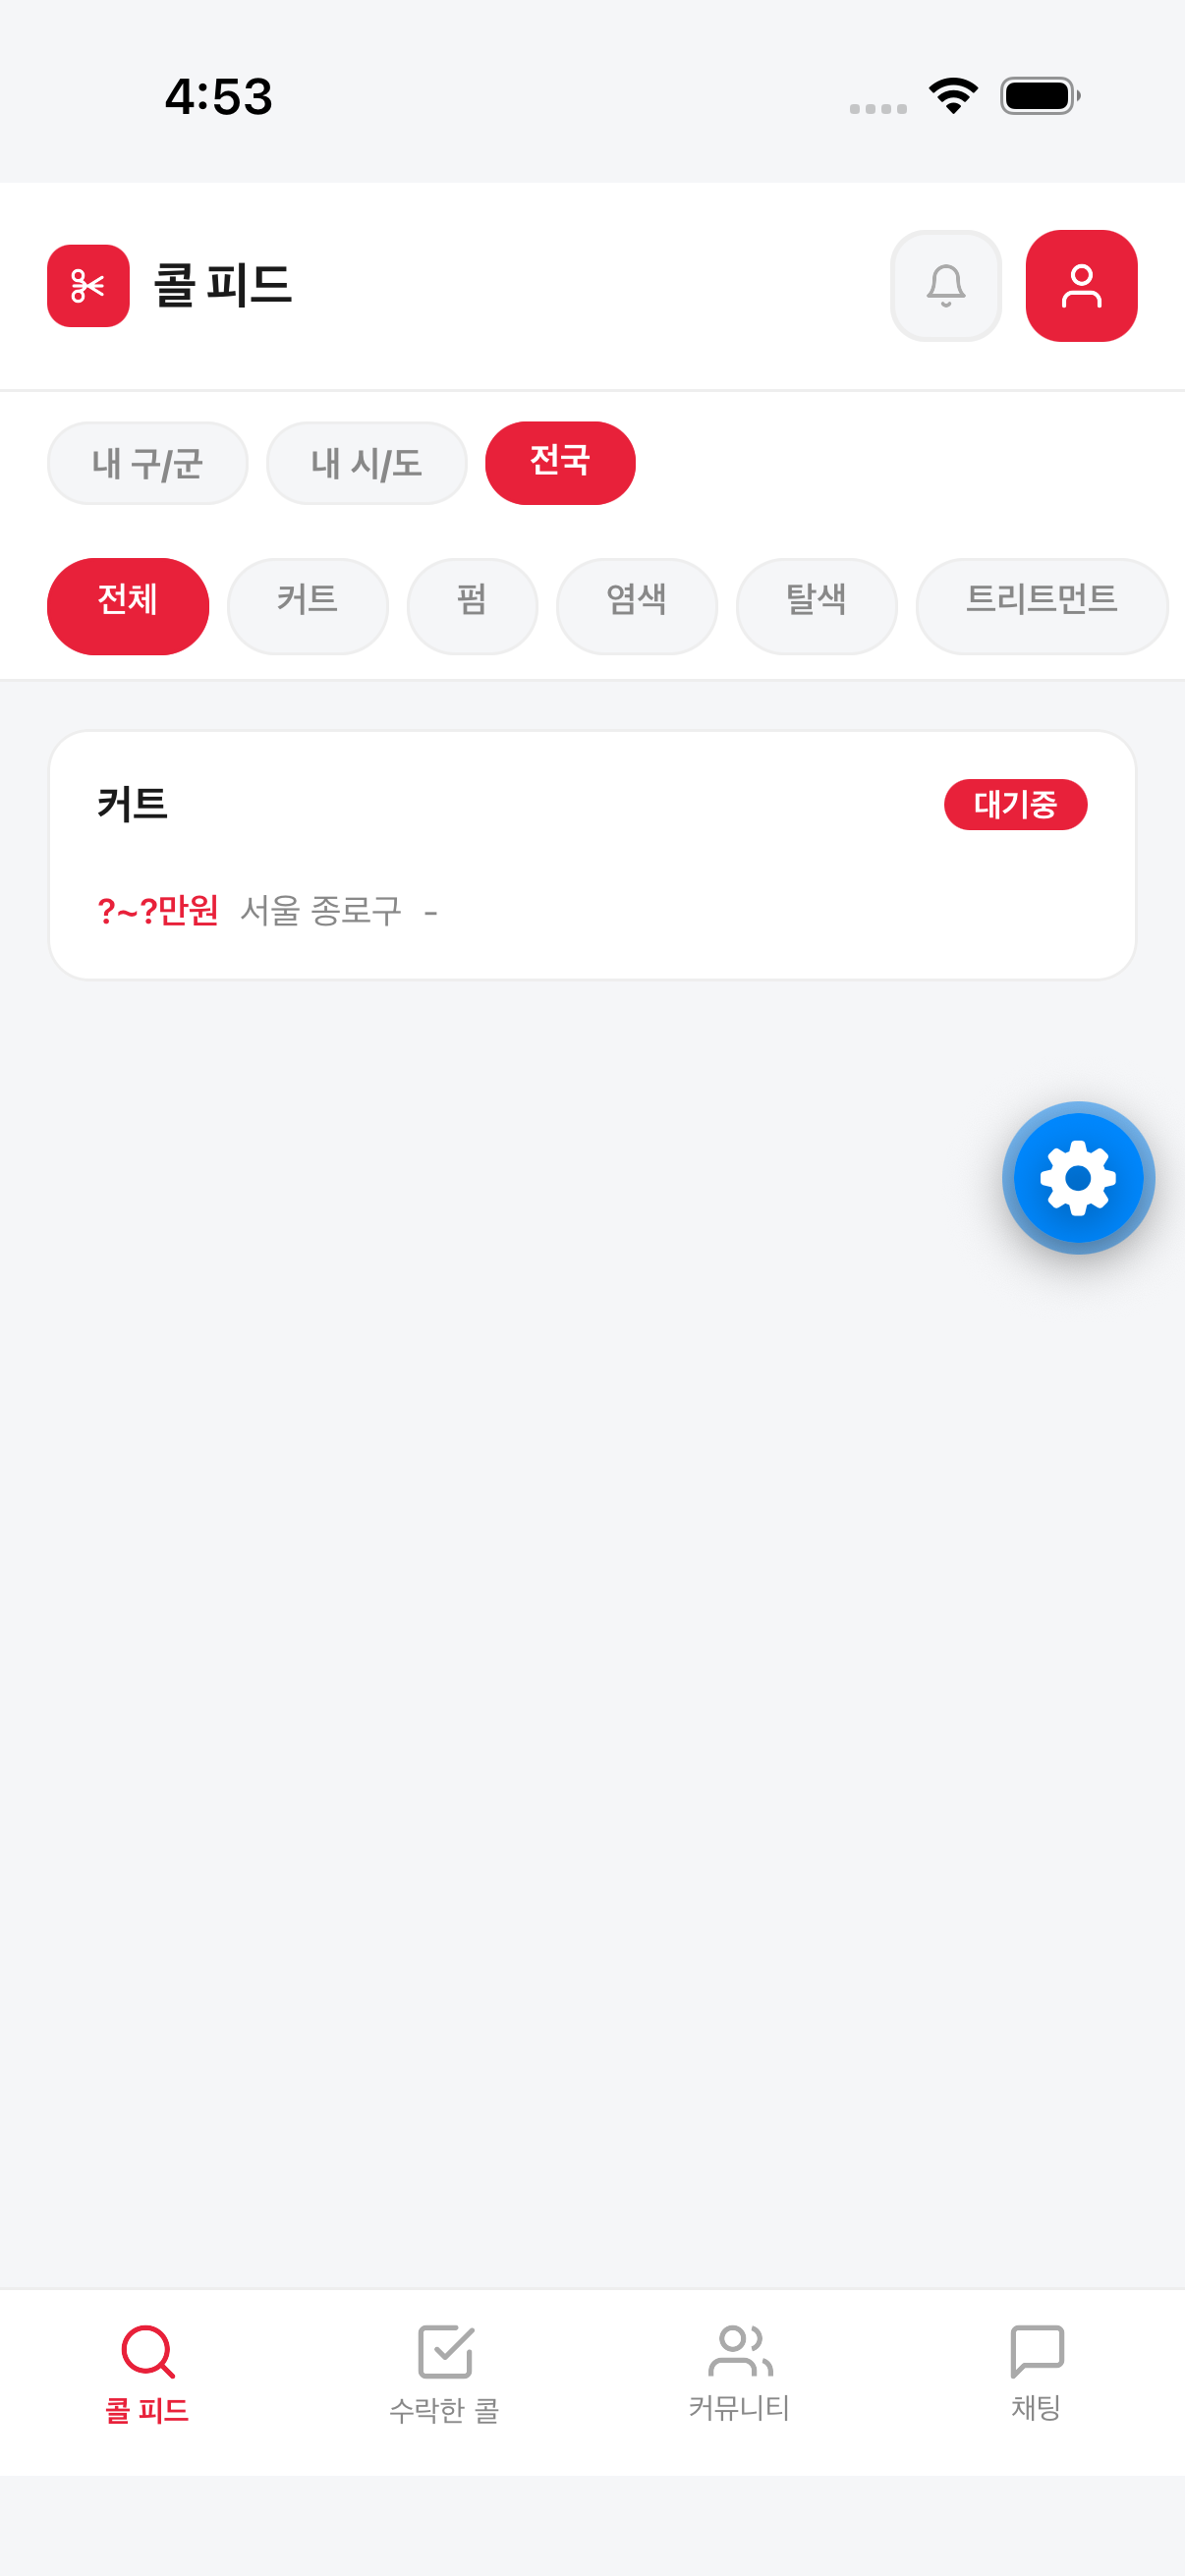 4:53
콜 피드
내 구/군 내 시/도 전국
전체 커트 펌 염색 탈색 트리트먼트
커트 대기중
?~?만원 서울 종로구 -
콜 피드 수락한 콜 커뮤니티 채팅